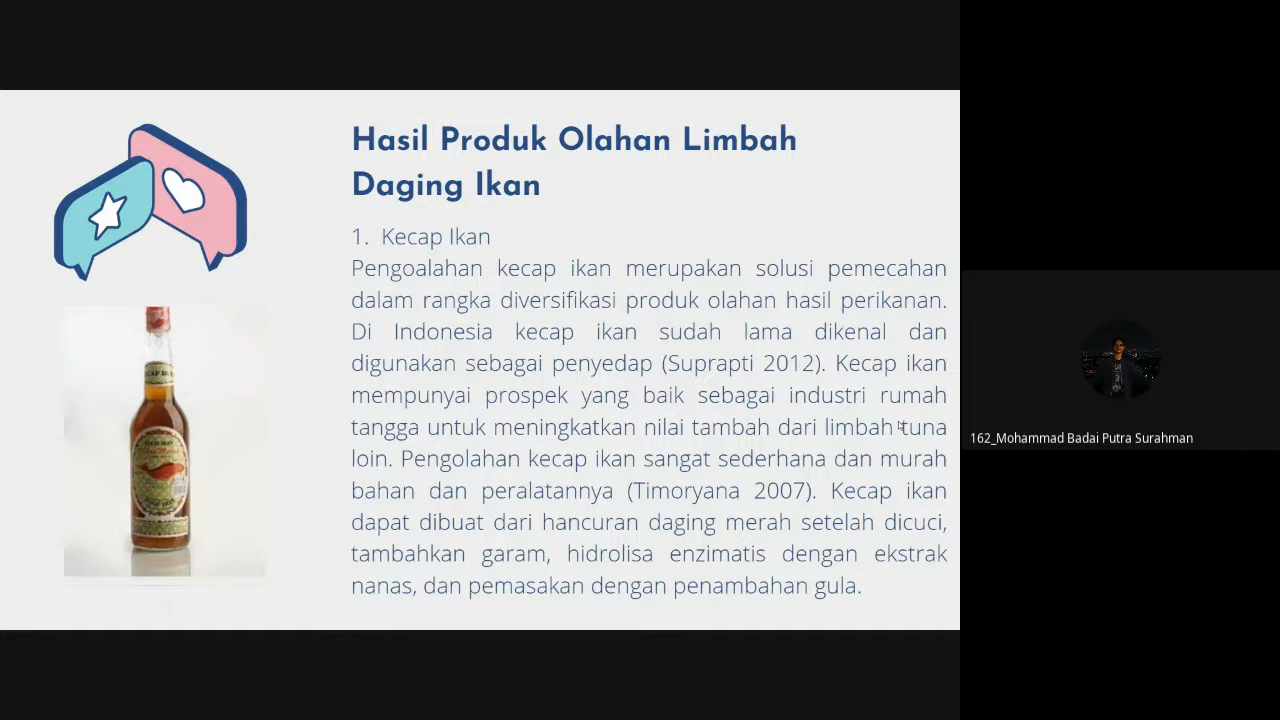 Hasil Produk Olahan Limbah
Daging Ikan
1. Kecap Ikan
Pengoalahan kecap ikan merupakan solusi pemecahan
dalam rangka diversifikasi produk olahan hasil perikanan.
Di Indonesia kecap ikan sudah lama dikenal dan
digunakan sebagai penyedap (Suprapti 2012). Kecap ikan
mempunyai prospek yang baik sebagai industri rumah
tangga untuk meningkatkan nilai tambah dari limbah tuna
loin. Pengolahan kecap ikan sangat sederhana dan murah
bahan dan peralatannya (Timoryana 2007). Kecap ikan
dapat dibuat dari hancuran daging merah setelah dicuci,
tambahkan garam, hidrolisa enzimatis dengan ekstrak
nanas, dan pemasakan dengan penambahan gula.
162_Mohammad Badai Putra Surahman